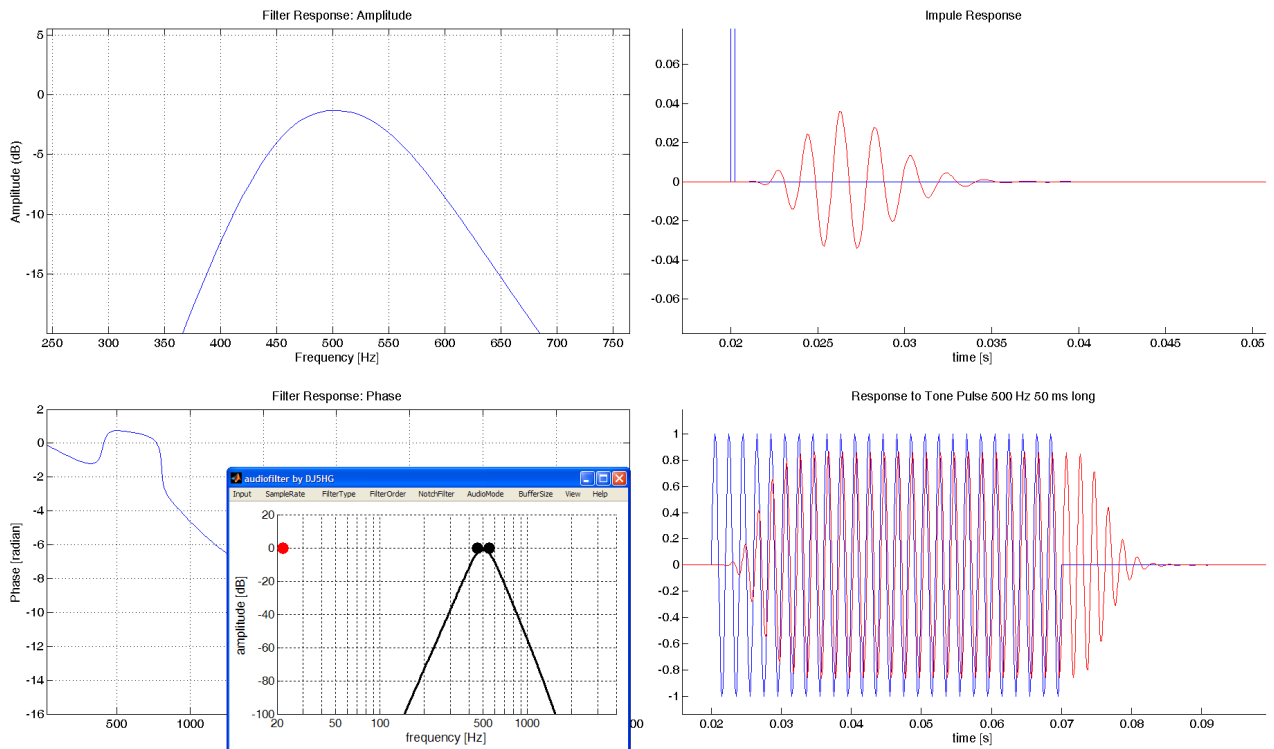 Filter Response: Amplitude
Amplitude (dB)
5
0
-5
-10
-15
250 300 350 400 450 500 550 600 650 700 750
Frequency [Hz]
Impule Response
0.06
0.04
0.02
0
-0.02
-0.04
-0.06
0.02 0.025 0.03 0.035 0.04 0.045 0.05
time [s]
Filter Response: Phase
Phase [radian]
2
0
-2
-4
-6
-8
-10
-12
-14
-16
500 1000
audiofilter by DJ5HG
Input SampleRate FilterType FilterOrder NotchFilter AudioMode BufferSize View Help
amplitude [dB]
20
0
-20
-40
-60
-80
-100
20 50 100 500 1000
frequency [Hz]
00
Response to Tone Pulse 500 Hz 50 ms long
1
0.8
0.6
0.4
0.2
0
-0.2
-0.4
-0.6
-0.8
-1
0.02 0.03 0.04 0.05 0.06 0.07 0.08 0.09
time [s]